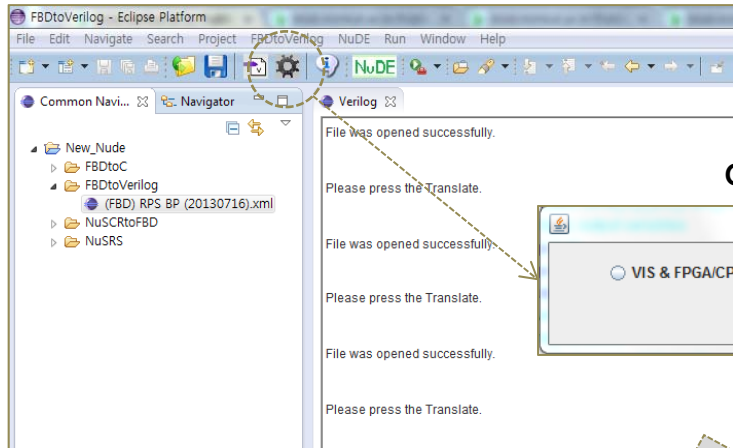 FBDtoVerilog - Eclipse Platform
File Edit Navigate Search Project FBDtoVerilog NuDE Run Window Help
NuDE
Common Navi... Navigator
New_Nude
FBDtoC
FBDtoVerilog
(FBD) RPS BP (20130716).xml
NuSCRtoFBD
NuSRS
Verilog
File was opened successfully.
Please press the Translate.
File was opened successfully.
Please press the Translate.
File was opened successfully.
Please press the Translate.
VIS & FPGA/CP